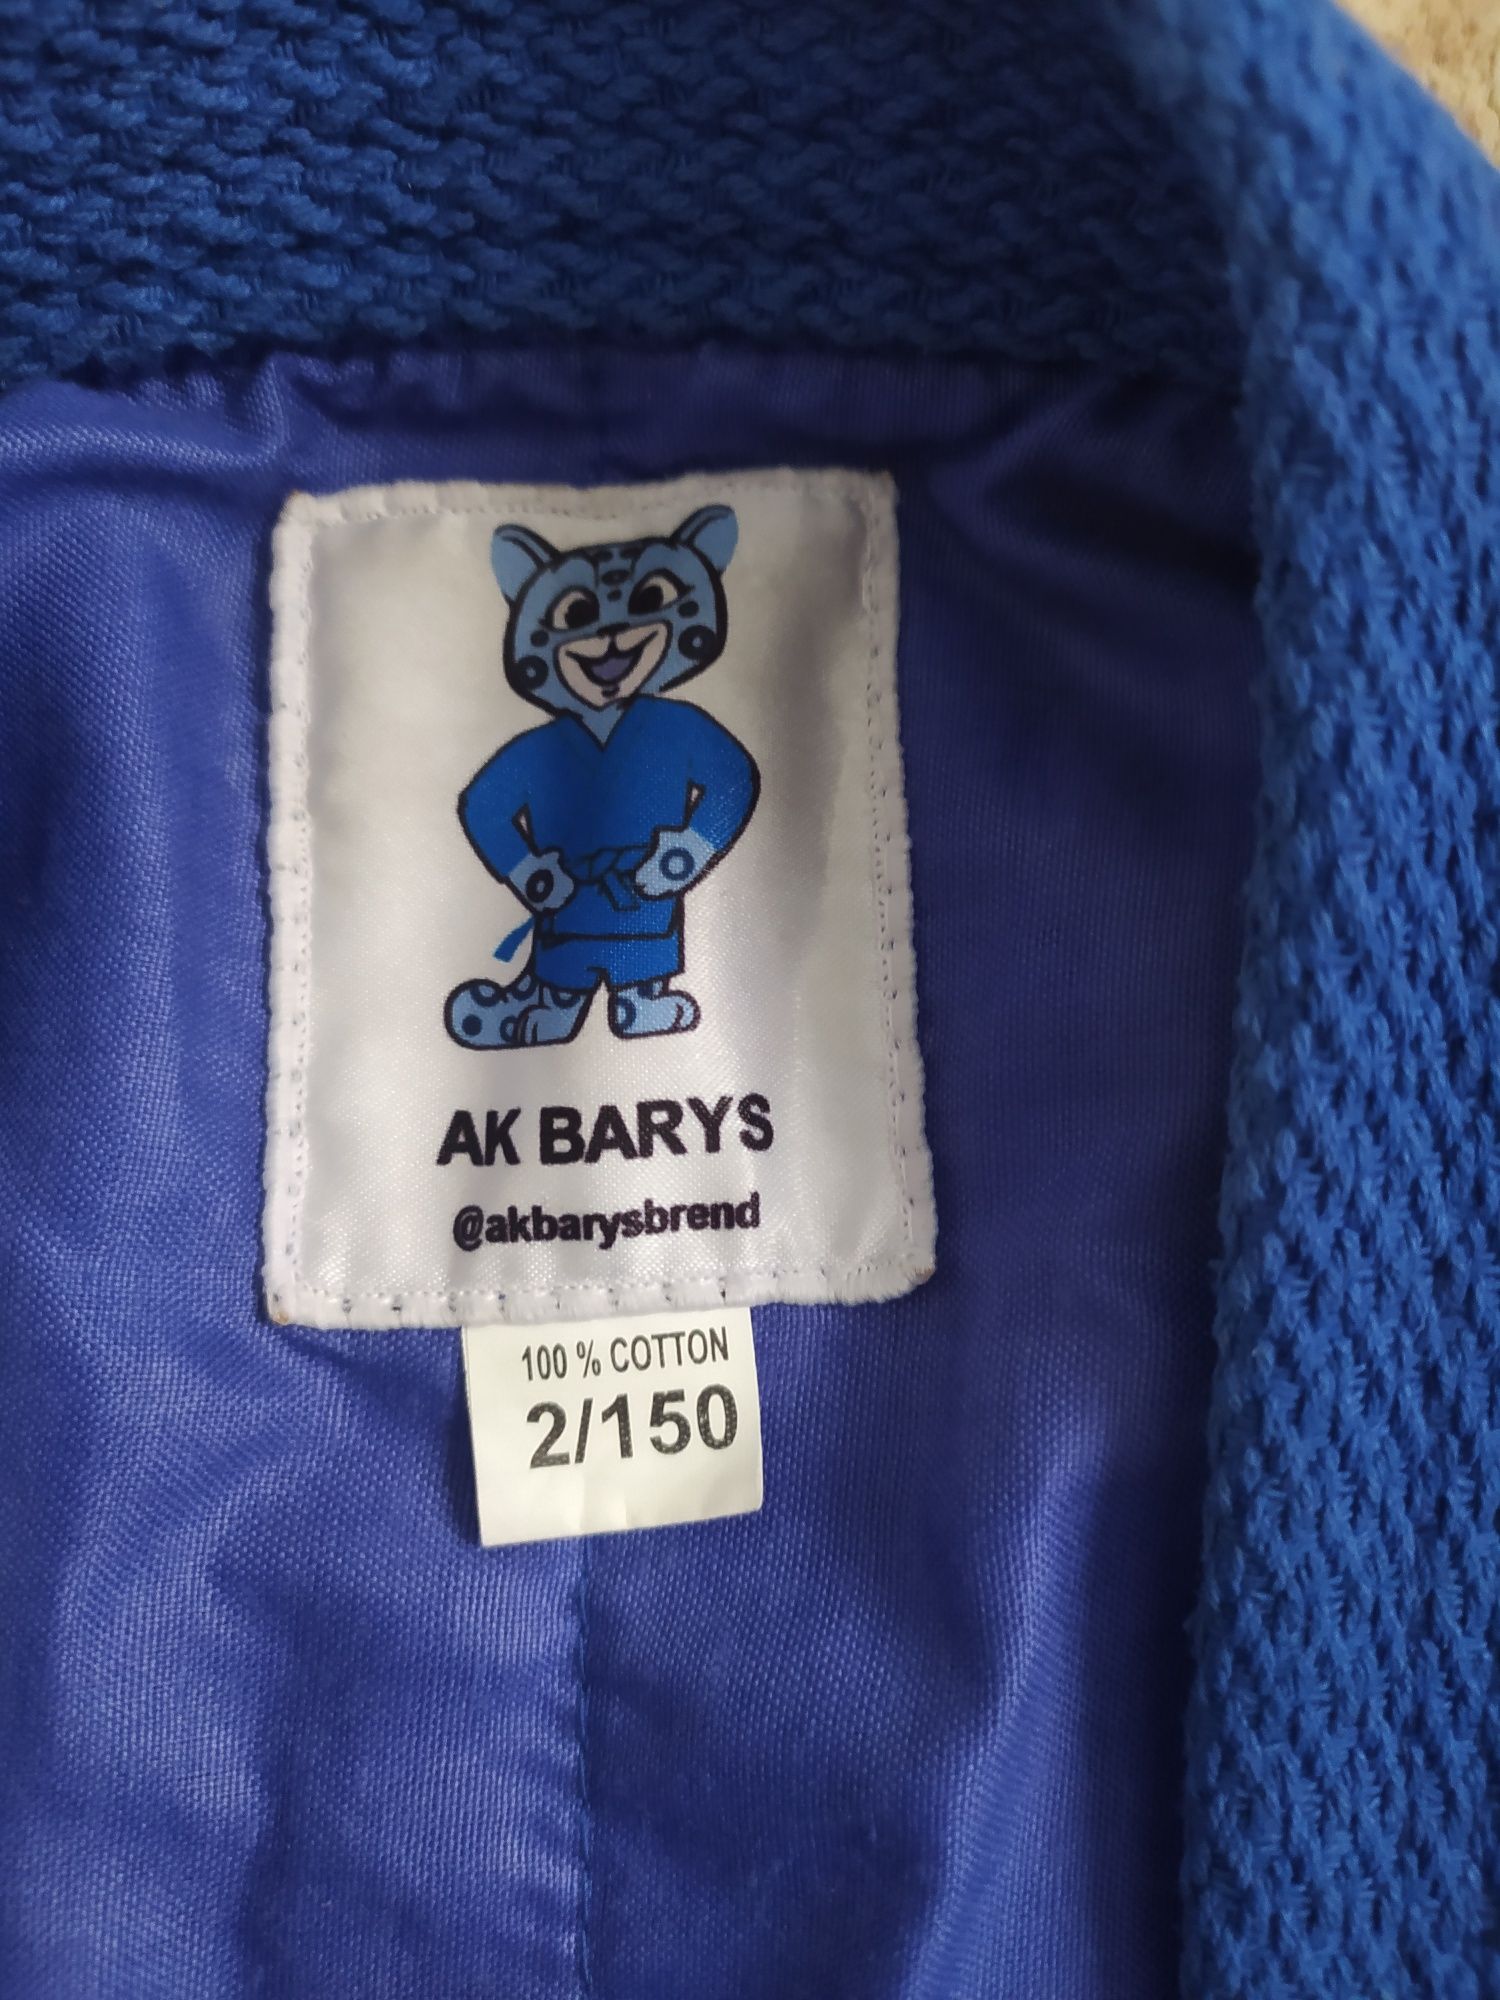 AK BARYS
@akbarysbrend
100 % COTTON
2/150